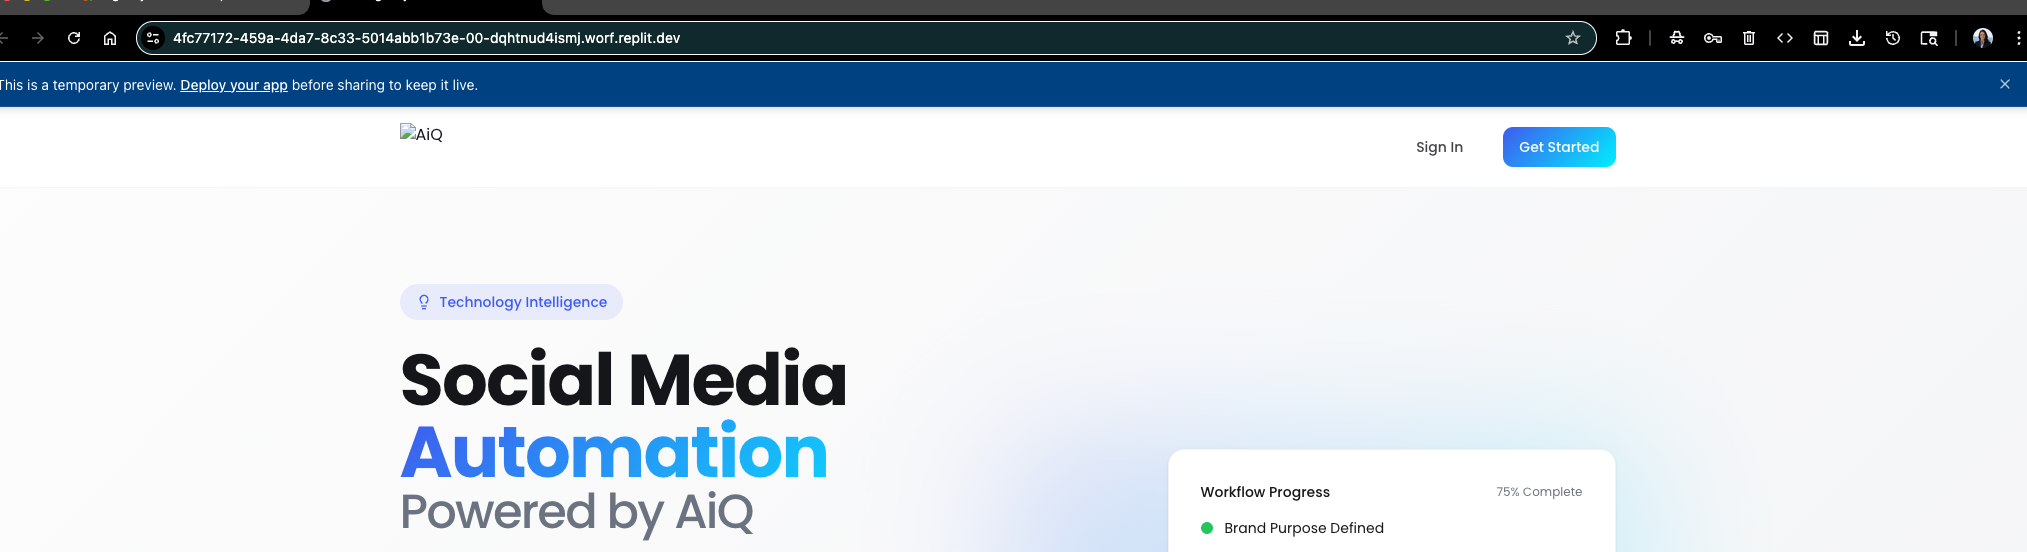 4fc77172-459a-4da7-8c33-5014abb1b73e-00-dqhtnud4ismj.worf.replit.dev
This is a temporary preview. Deploy your app before sharing to keep it live.
AiQ
Sign In
Get Started
Technology Intelligence
Social Media
Automation
Powered by AiQ
Workflow Progress
75% Complete
Brand Purpose Defined